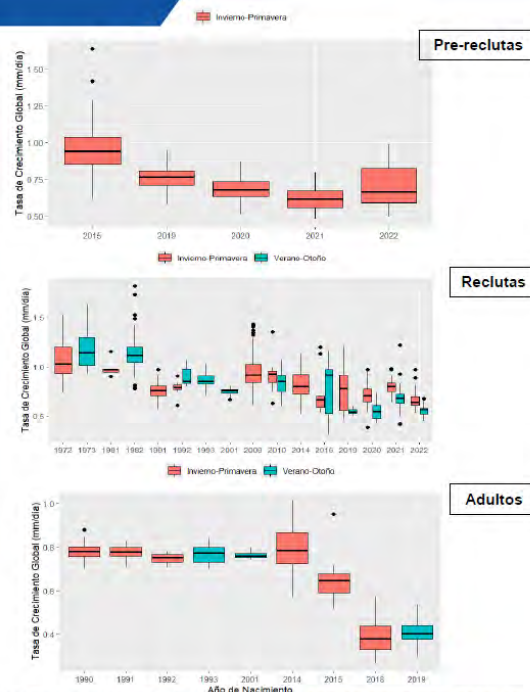 Invierno-Primavera
Pre-reclutas
Tasa de Crecimiento Global (mm/día)
1.50
1.25
1.00
0.75
0.50
2015
2019
2020
2021
2022
Invierno-Primavera
Verano-Otoño
Reclutas
Tasa de Crecimiento Global (mm/día)
1.5
1.0
0.5
1972 1973 1981 1982 1991 1992 1993 2001 2009 2010 2014 2016 2019 2020 2021 2022
Invierno-Primavera
Verano-Otoño
Adultos
Tasa de Crecimiento Global (mm/día)
1.0
0.8
0.6
0.4
1990 1991 1992 1993 2001 2014 2015 2018 2019
Año de Nacimiento